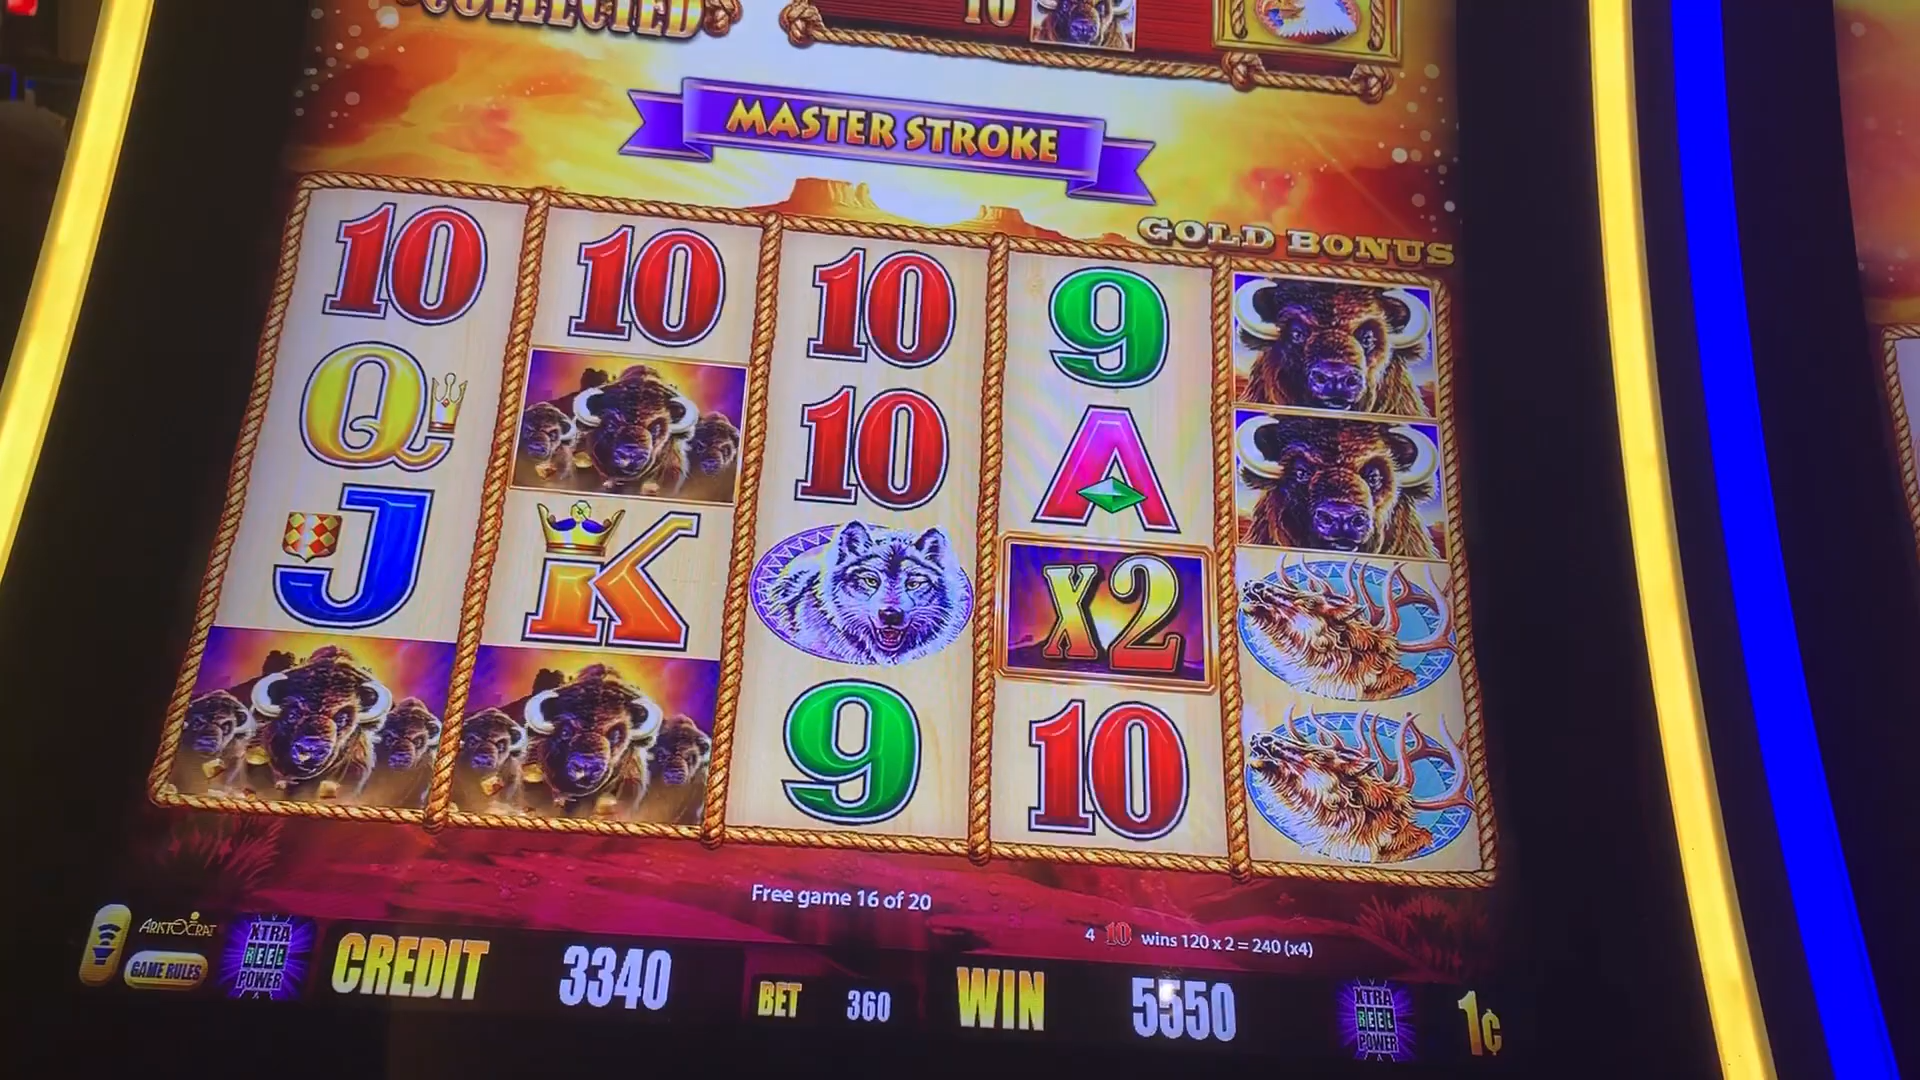 COLLECTED
10
MASTER STROKE
GOLD BONUS
10 10 10 9
Q 10 A
J K X2
9 10
Free game 16 of 20
4 10 wins 120 x 2 = 240 (x4)
ARISTOCRAT
GAME RULES
XTRA
REEL
POWER
CREDIT 3340 BET 360 WIN 5550
XTRA
REEL
POWER
1¢